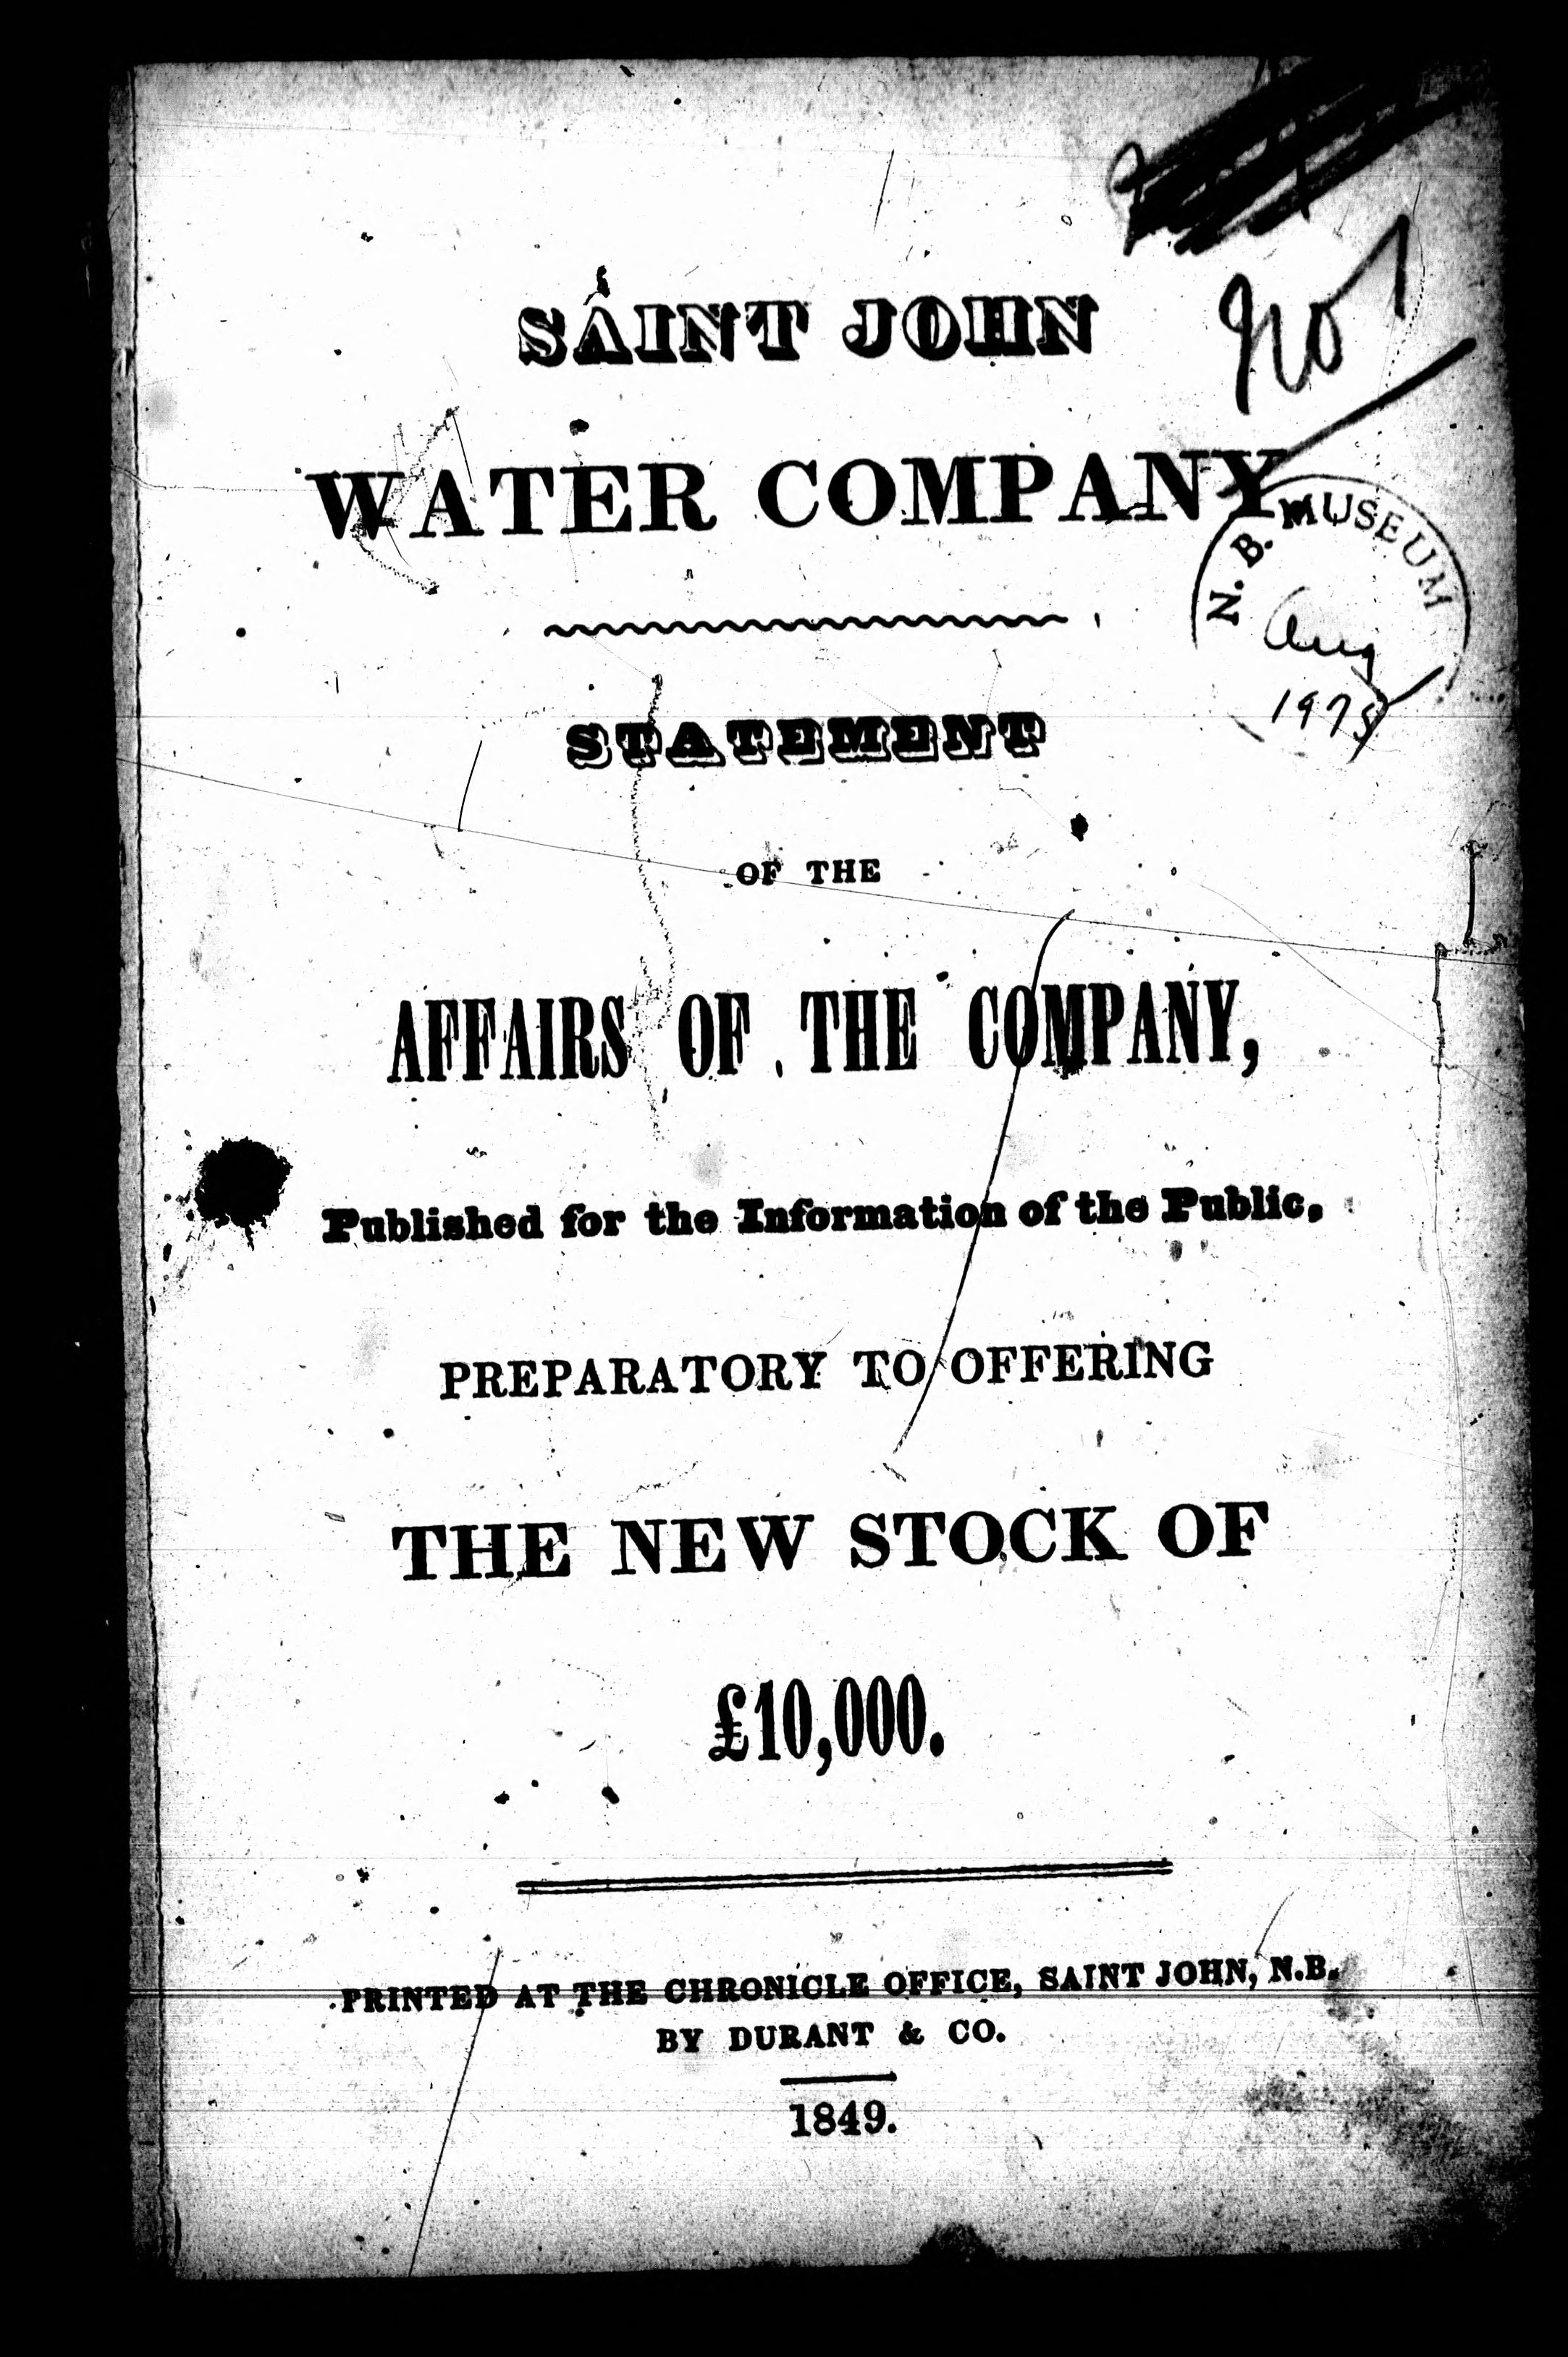 SAINT JOHN
WATER COMPANY
N. B. MUSEUM
Aug
1975
STATEMENT
OF THE
AFFAIRS OF THE COMPANY,
Published for the Information of the Public,
PREPARATORY TO OFFERING
THE NEW STOCK OF
£10,000.
PRINTED AT THE CHRONICLE OFFICE, SAINT JOHN, N.B.
BY DURANT & CO.
1849.